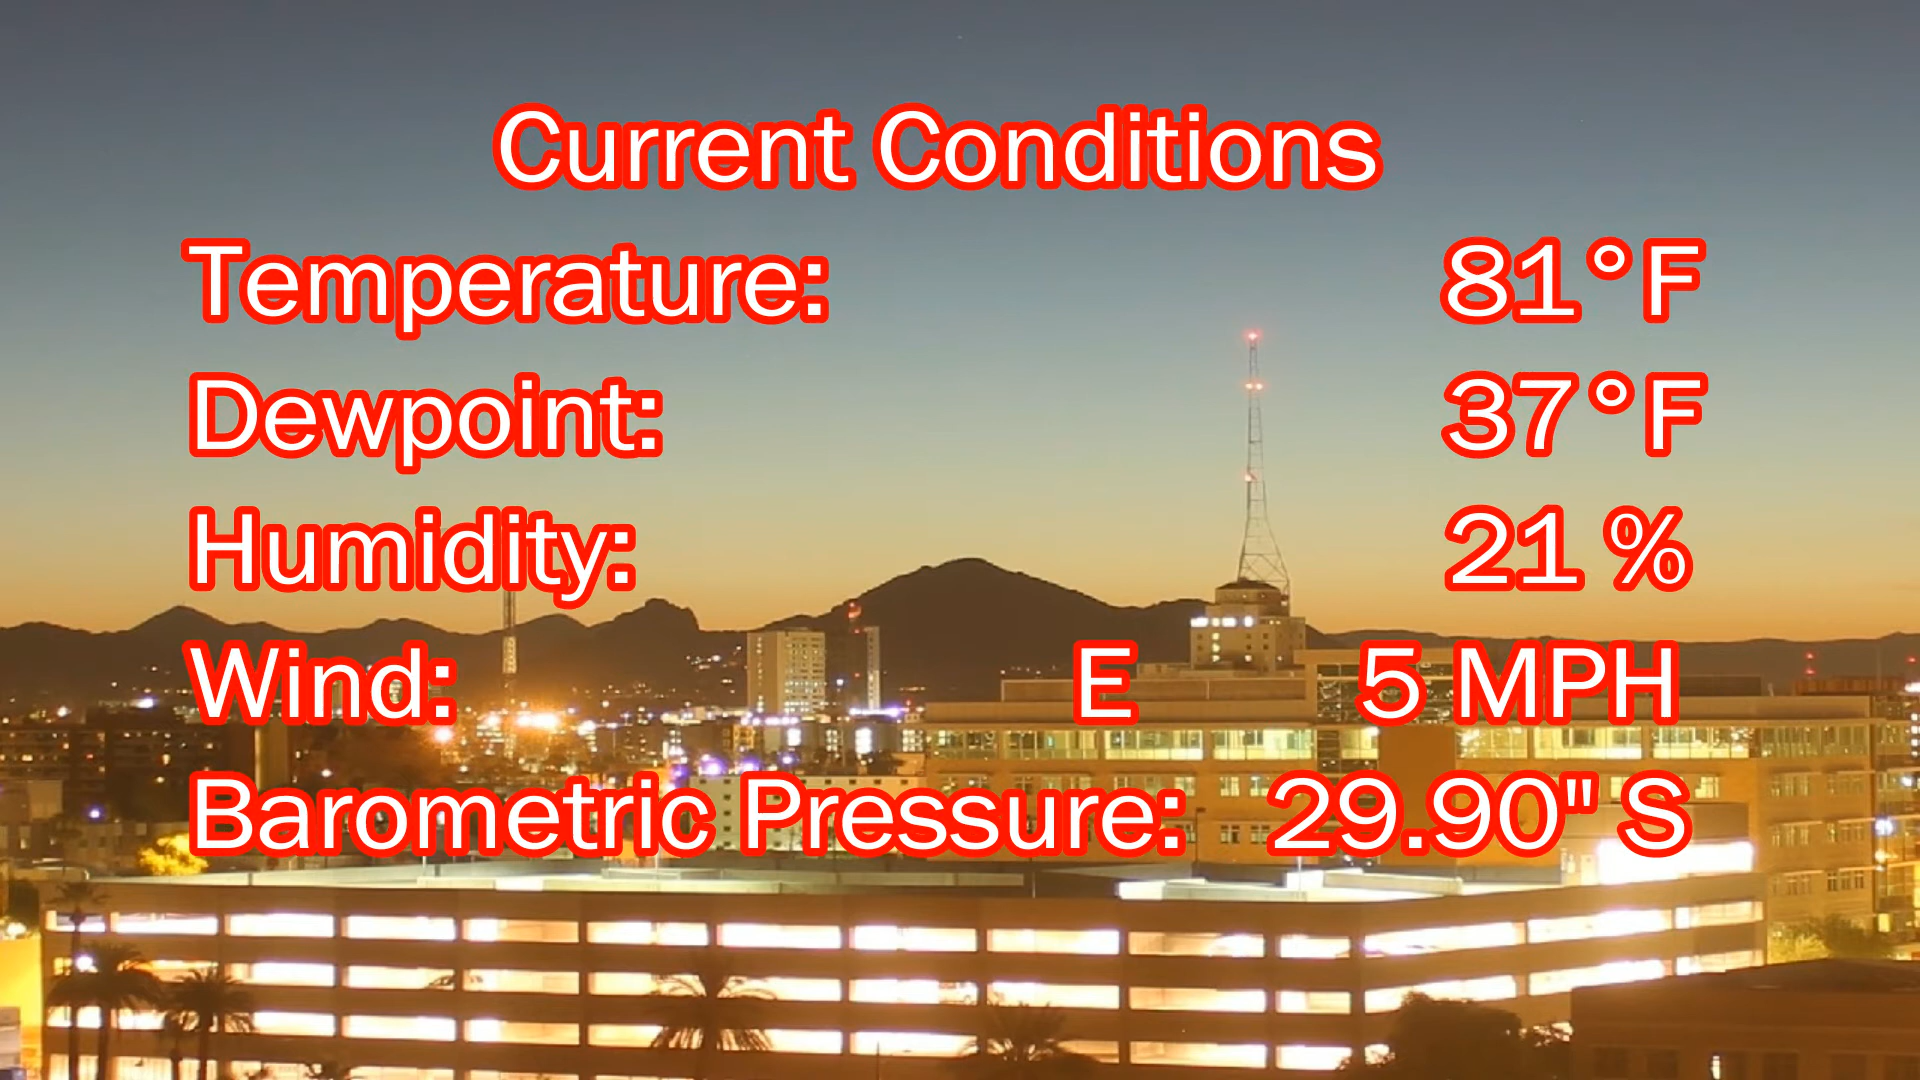 Current Conditions
Temperature: 81°F
Dewpoint: 37°F
Humidity: 21 %
Wind: E 5 MPH
Barometric Pressure: 29.90" S